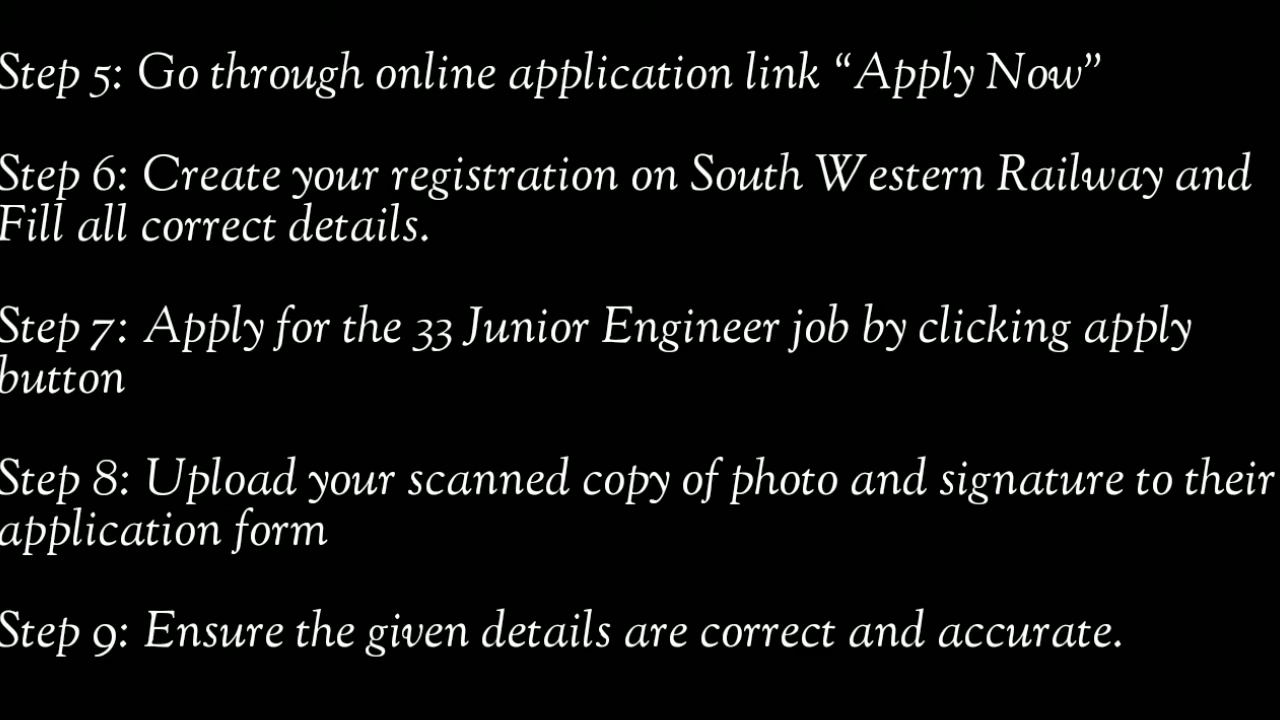 Step 5: Go through online application link “Apply Now”
Step 6: Create your registration on South Western Railway and
Fill all correct details.
Step 7: Apply for the 33 Junior Engineer job by clicking apply
button
Step 8: Upload your scanned copy of photo and signature to their
application form
Step 9: Ensure the given details are correct and accurate.